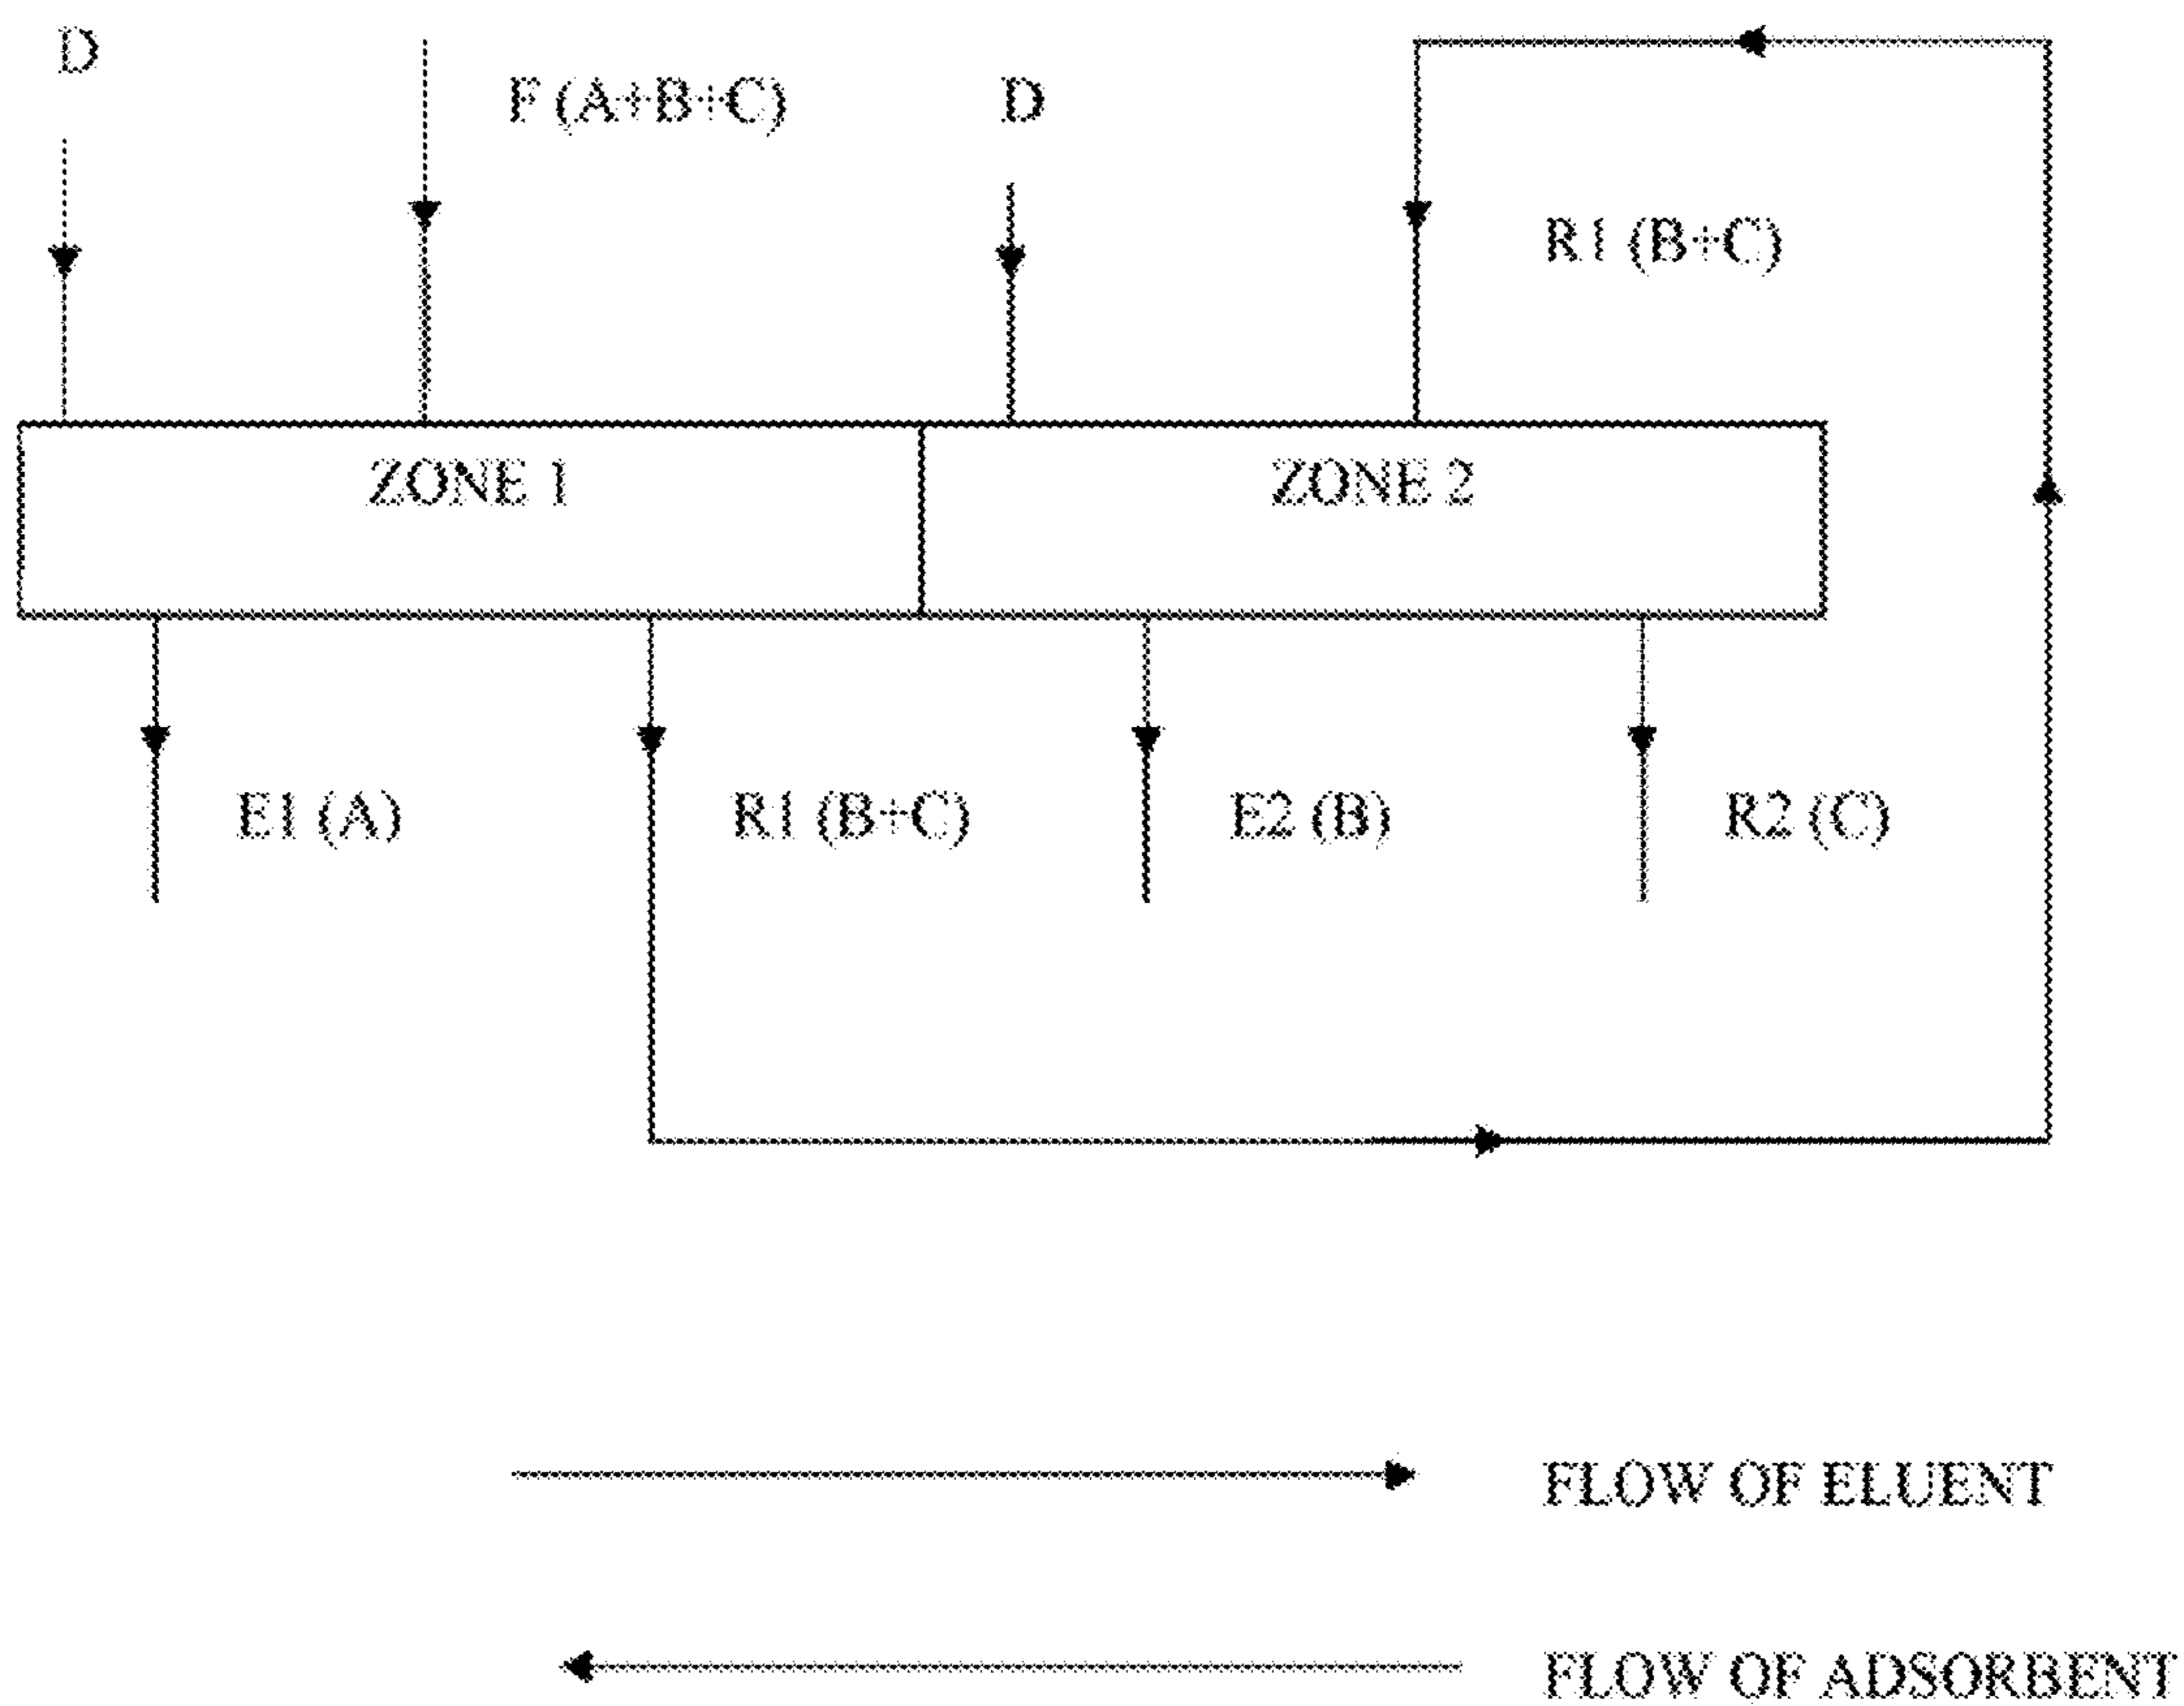 D
F (A+B+C)
D
R1 (B+C)
ZONE 1
ZONE 2
E1 (A)
R1 (B+C)
E2 (B)
R2 (C)
FLOW OF ELUENT
FLOW OF ADSORBENT